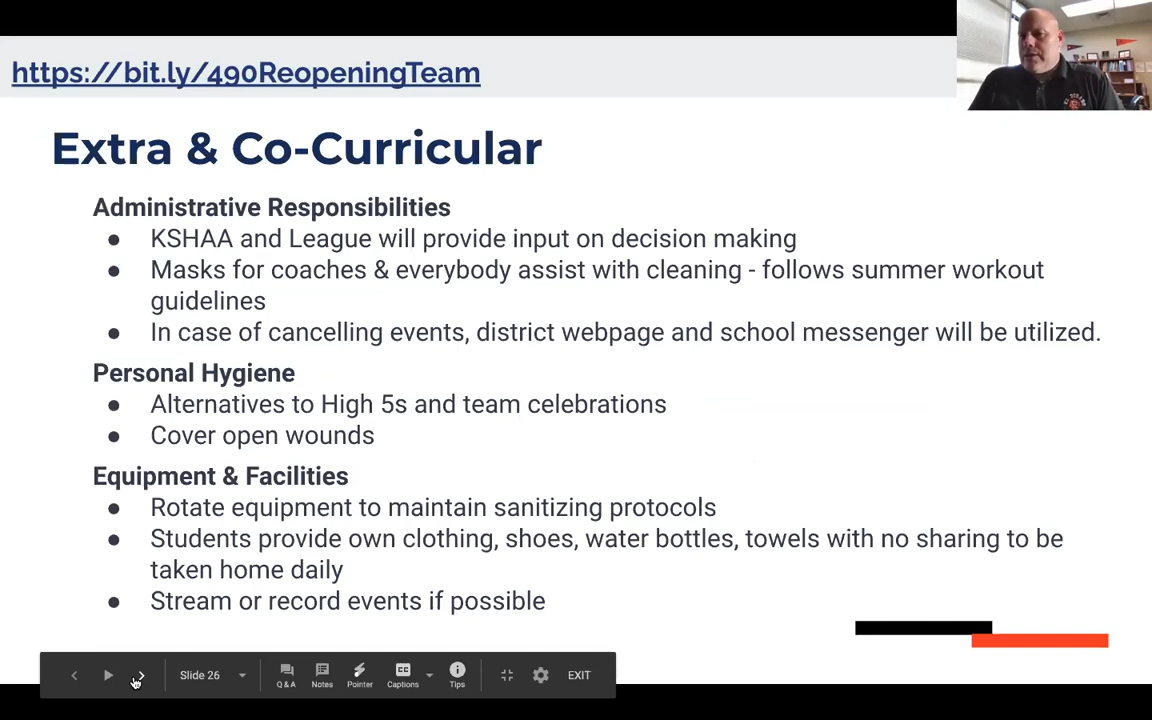 https://bit.ly/490ReopeningTeam
Extra & Co-Curricular
Administrative Responsibilities
● KSHAA and League will provide input on decision making
● Masks for coaches & everybody assist with cleaning - follows summer workout
guidelines
● In case of cancelling events, district webpage and school messenger will be utilized.
Personal Hygiene
● Alternatives to High 5s and team celebrations
● Cover open wounds
Equipment & Facilities
● Rotate equipment to maintain sanitizing protocols
● Students provide own clothing, shoes, water bottles, towels with no sharing to be
taken home daily
● Stream or record events if possible
Slide 26
Q & A
Notes
Pointer
CC
Captions
Tips
EXIT